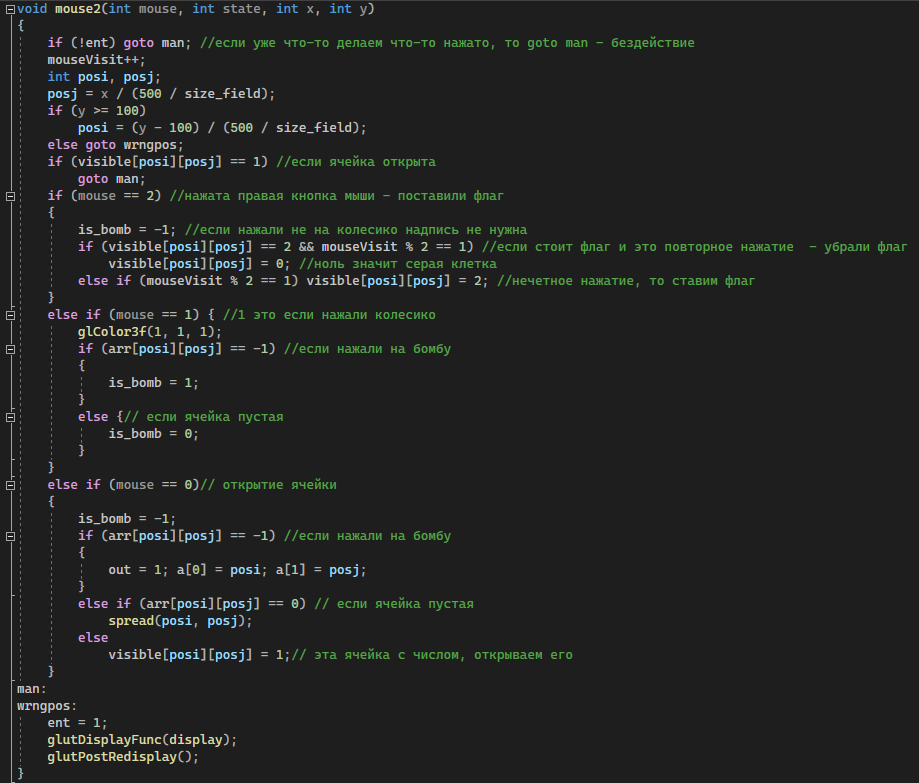 void mouse2(int mouse, int state, int x, int y)
{
    if (!ent) goto man; //если уже что-то делаем что-то нажато, то goto man - бездействие
    mouseVisit++;
    int posi, posj;
    posj = x / (500 / size_field);
    if (y >= 100)
        posi = (y - 100) / (500 / size_field);
    else goto wrngpos;
    if (visible[posi][posj] == 1) //если ячейка открыта
        goto man;
    if (mouse == 2) //нажата правая кнопка мыши - поставили флаг
    {
        is_bomb = -1; //если нажали не на колесико надпись не нужна
        if (visible[posi][posj] == 2 && mouseVisit % 2 == 1) //если стоит флаг и это повторное нажатие  - убрали флаг
            visible[posi][posj] = 0; //ноль значит серая клетка
        else if (mouseVisit % 2 == 1) visible[posi][posj] = 2; //нечетное нажатие, то ставим флаг
    }
    else if (mouse == 1) { //1 это если нажали колесико
        glColor3f(1, 1, 1);
        if (arr[posi][posj] == -1) //если нажали на бомбу
        {
            is_bomb = 1;
        }
        else {// если ячейка пустая
            is_bomb = 0;
        }
    }
    else if (mouse == 0)// открытие ячейки
    {
        is_bomb = -1;
        if (arr[posi][posj] == -1) //если нажали на бомбу
        {
            out = 1; a[0] = posi; a[1] = posj;
        }
        else if (arr[posi][posj] == 0) // если ячейка пустая
            spread(posi, posj);
        else
            visible[posi][posj] = 1;// эта ячейка с числом, открываем его
    }
man:
wrngpos:
    ent = 1;
    glutDisplayFunc(display);
    glutPostRedisplay();
}